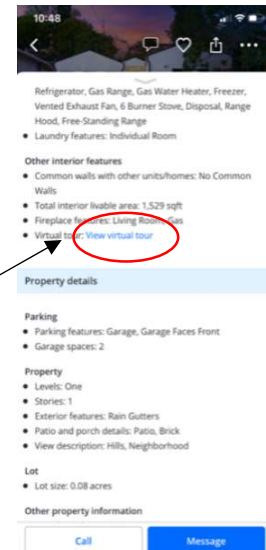 10:48
Refrigerator, Gas Range, Gas Water Heater, Freezer,
Vented Exhaust Fan, 6 Burner Stove, Disposal, Range
Hood, Free-Standing Range
• Laundry features: Individual Room
Other interior features
• Common walls with other units/homes: No Common
Walls
• Total interior livable area: 1,529 sqft
• Fireplace features: Living Room, Gas
• Virtual tour: View virtual tour
Property details
Parking
• Parking features: Garage, Garage Faces Front
• Garage spaces: 2
Property
• Levels: One
• Stories: 1
• Exterior features: Rain Gutters
• Patio and porch details: Patio, Brick
• View description: Hills, Neighborhood
Lot
• Lot size: 0.08 acres
Other property information
Call Message